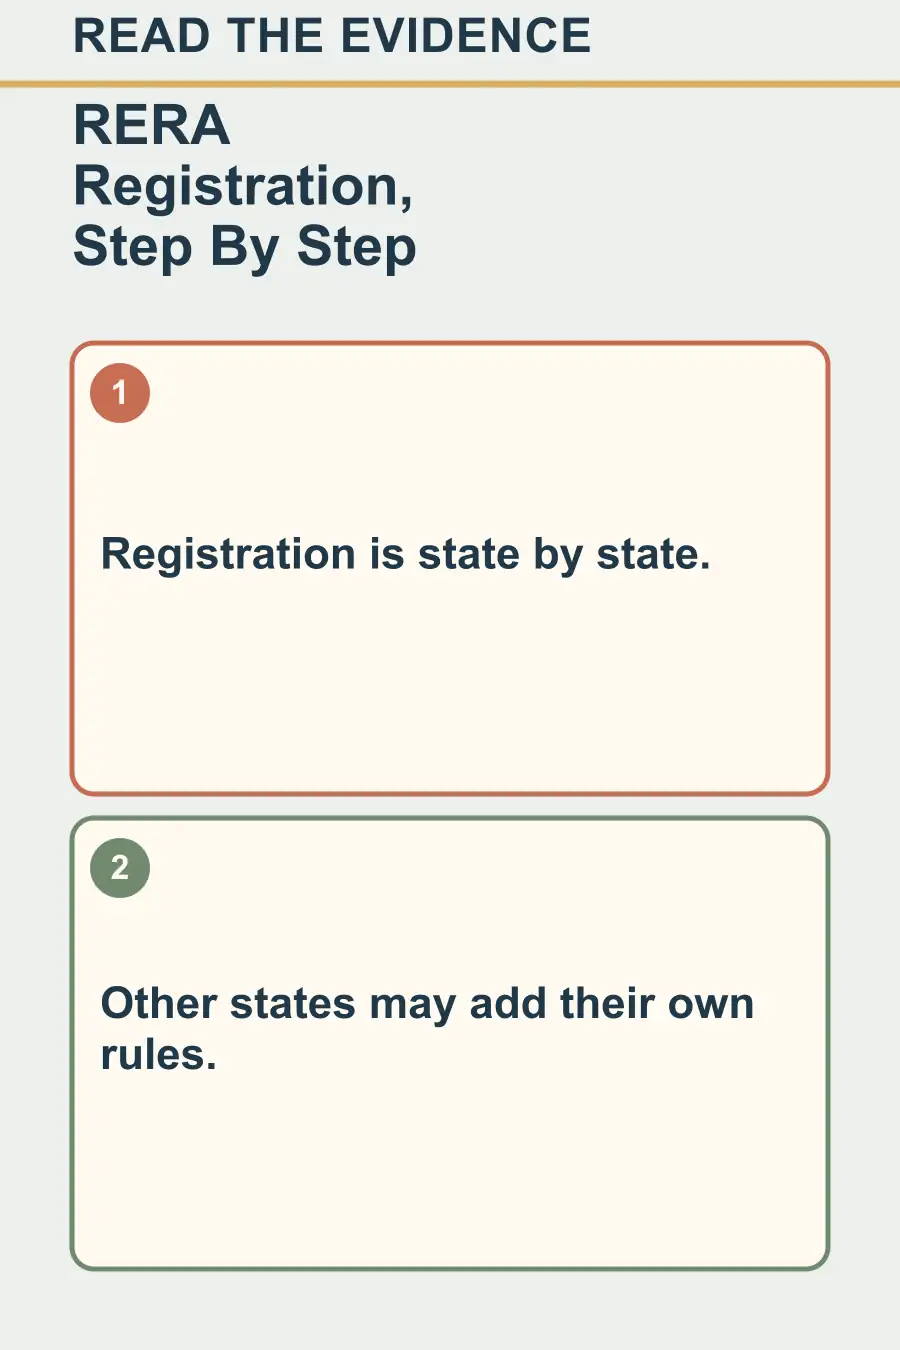 READ THE EVIDENCE
RERA
Registration,
Step By Step
1
Registration is state by state.
2
Other states may add their own
rules.